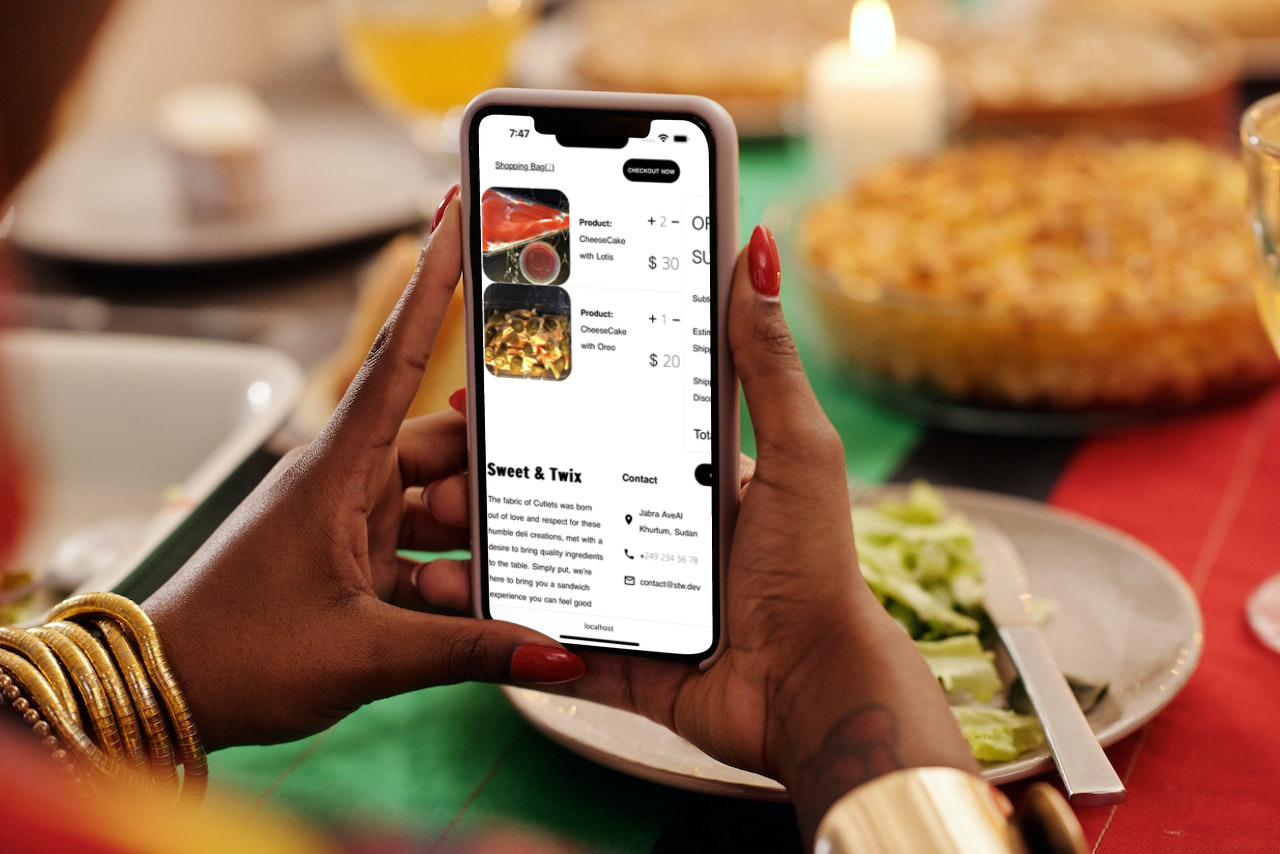 7:47
Shopping Bag(2)
CHECKOUT NOW
Product:
CheeseCake
with Lotis
+ 2 −
$ 30
Product:
CheeseCake
with Oreo
+ 1 −
$ 20
OR
SU
Subt
Estin
Shipp
Shipp
Disco
Tota
Sweet & Twix
The fabric of Cutlets was born
out of love and respect for these
humble deli creations, met with a
desire to bring quality ingredients
to the table. Simply put, we're
here to bring you a sandwich
experience you can feel good
Contact
Jabra AveAl
Khurtum, Sudan
+249 234 56 78
contact@stw.dev
localhost